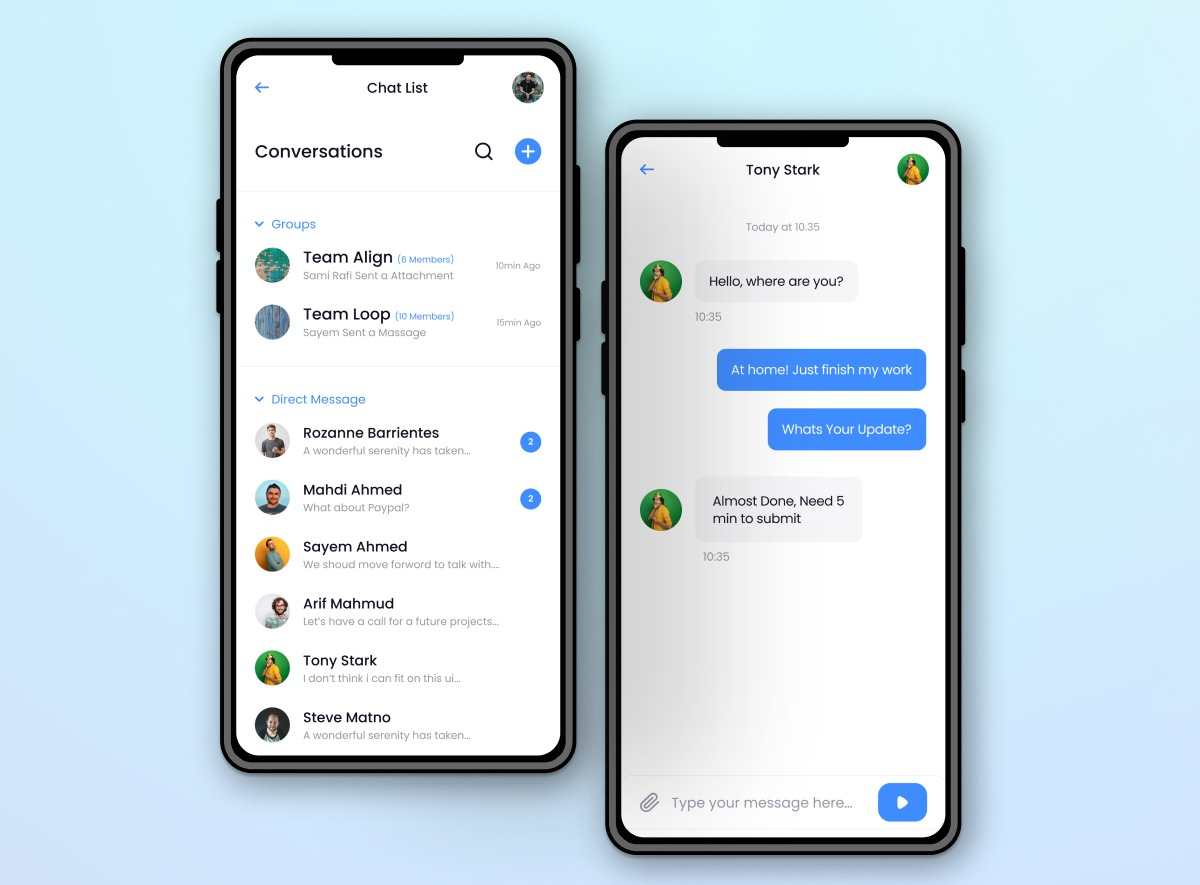 Chat List
Conversations
Groups
Team Align (6 Members)
Sami Rafi Sent a Attachment
10min Ago
Team Loop (10 Members)
Sayem Sent a Massage
15min Ago
Direct Message
Rozanne Barrientes
A wonderful serenity has taken...
2
Mahdi Ahmed
What about Paypal?
2
Sayem Ahmed
We shoud move forword to talk with....
Arif Mahmud
Let's have a call for a future projects...
Tony Stark
I don't think i can fit on this ui...
Steve Matno
A wonderful serenity has taken...
Tony Stark
Today at 10.35
Hello, where are you?
10:35
At home! Just finish my work
Whats Your Update?
Almost Done, Need 5
min to submit
10:35
Type your message here...